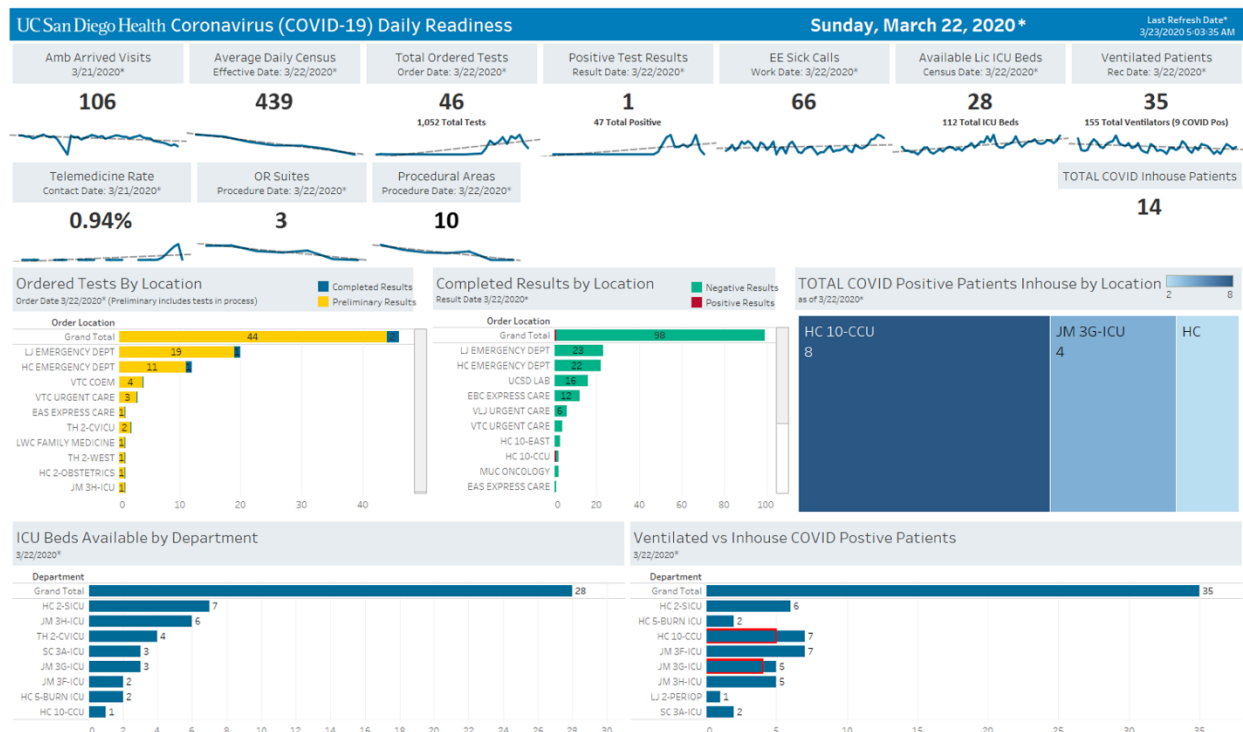 UC San Diego Health Coronavirus (COVID-19) Daily Readiness
Sunday, March 22, 2020*
Last Refresh Date*
3/23/2020 5:03:35 AM
Amb Arrived Visits
3/21/2020*
106
Average Daily Census
Effective Date: 3/22/2020*
439
Total Ordered Tests
Order Date: 3/22/2020*
46
1,052 Total Tests
Positive Test Results
Result Date: 3/22/2020*
1
47 Total Positive
EE Sick Calls
Work Date: 3/22/2020*
66
Available Lic ICU Beds
Census Date: 3/22/2020*
28
112 Total ICU Beds
Ventilated Patients
Rec Date: 3/22/2020*
35
155 Total Ventilators (9 COVID Pos)
Telemedicine Rate
Contact Date: 3/21/2020*
0.94%
OR Suites
Procedure Date: 3/22/2020*
3
Procedural Areas
Procedure Date: 3/22/2020*
10
TOTAL COVID Inhouse Patients
14
Ordered Tests By Location
Order Date 3/22/2020* (Preliminary includes tests in process)
Completed Results
Preliminary Results
Order Location
Grand Total 44
LJ EMERGENCY DEPT 19 1
HC EMERGENCY DEPT 11 1
VTC COEM 4
VTC URGENT CARE 3
EAS EXPRESS CARE 1
TH 2-CVICU 2
LWC FAMILY MEDICINE 1
TH 2-WEST 1
HC 2-OBSTETRICS 1
JM 3H-ICU 1
0 10 20 30 40
Completed Results by Location
Result Date 3/22/2020*
Negative Results
Positive Results
Order Location
Grand Total 98
LJ EMERGENCY DEPT 23
HC EMERGENCY DEPT 22
UCSD LAB 16
EBC EXPRESS CARE 12
VLJ URGENT CARE 6
VTC URGENT CARE
HC 10-EAST
HC 10-CCU
MUC ONCOLOGY
EAS EXPRESS CARE
0 20 40 60 80 100
TOTAL COVID Positive Patients Inhouse by Location
as of 3/22/2020*
2 8
HC 10-CCU
8
JM 3G-ICU
4
HC
ICU Beds Available by Department
3/22/2020*
Department
Grand Total 28
HC 2-SICU 7
JM 3H-ICU 6
TH 2-CVICU 4
SC 3A-ICU 3
JM 3G-ICU 3
JM 3F-ICU 2
HC 5-BURN ICU 2
HC 10-CCU 1
0 2 4 6 8 10 12 14 16 18 20 22 24 26 28 30
Ventilated vs Inhouse COVID Postive Patients
3/22/2020*
Department
Grand Total 35
HC 2-SICU 6
HC 5-BURN ICU 2
HC 10-CCU 7
JM 3F-ICU 7
JM 3G-ICU 5
JM 3H-ICU 5
LJ 2-PERIOP 1
SC 3A-ICU 2
0 5 10 15 20 25 30 35